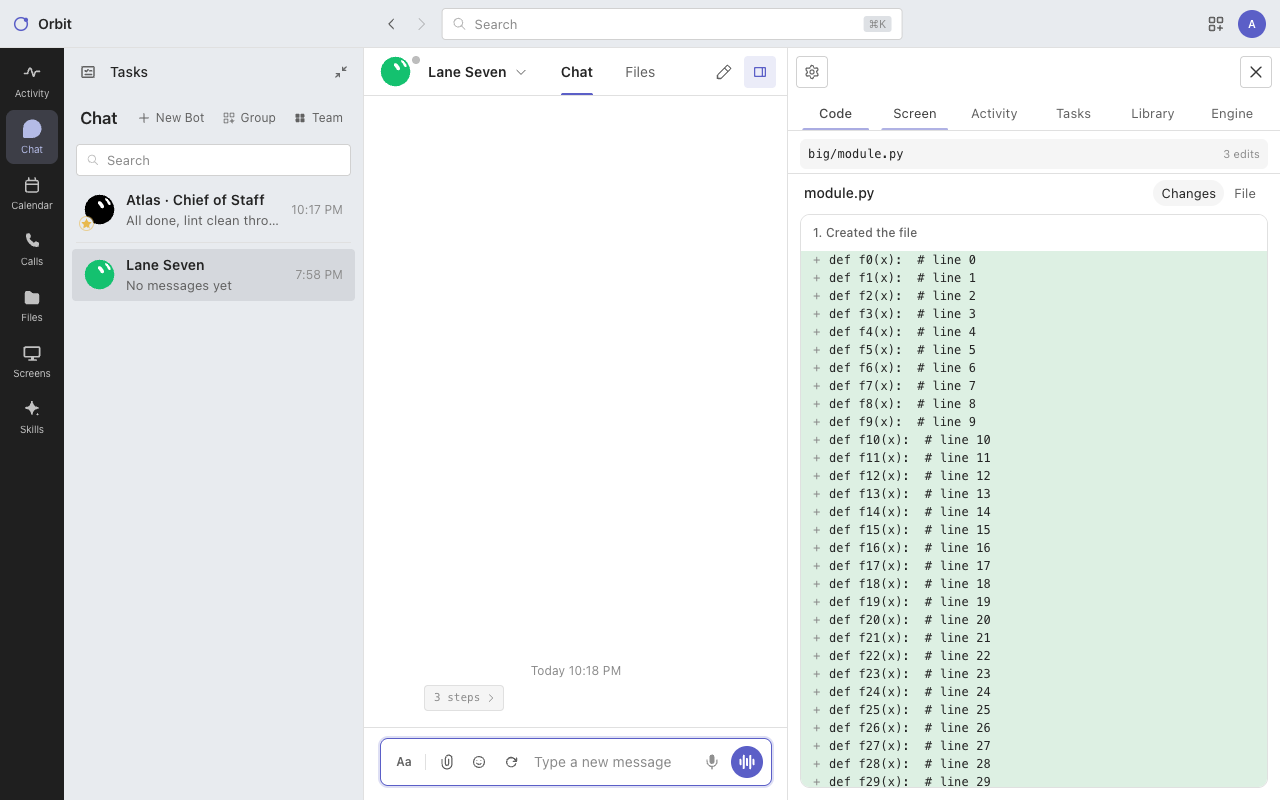 Orbit
Search
⌘K
A
Activity
Chat
Calendar
Calls
Files
Screens
Skills
Tasks
Chat
New Bot
Group
Team
Search
Atlas · Chief of Staff
10:17 PM
All done, lint clean thro...
Lane Seven
7:58 PM
No messages yet
Lane Seven
Chat
Files
Today 10:18 PM
3 steps
Aa
Type a new message
Code
Screen
Activity
Tasks
Library
Engine
big/module.py
3 edits
module.py
Changes
File
1. Created the file
+ def f0(x):  # line 0
+ def f1(x):  # line 1
+ def f2(x):  # line 2
+ def f3(x):  # line 3
+ def f4(x):  # line 4
+ def f5(x):  # line 5
+ def f6(x):  # line 6
+ def f7(x):  # line 7
+ def f8(x):  # line 8
+ def f9(x):  # line 9
+ def f10(x):  # line 10
+ def f11(x):  # line 11
+ def f12(x):  # line 12
+ def f13(x):  # line 13
+ def f14(x):  # line 14
+ def f15(x):  # line 15
+ def f16(x):  # line 16
+ def f17(x):  # line 17
+ def f18(x):  # line 18
+ def f19(x):  # line 19
+ def f20(x):  # line 20
+ def f21(x):  # line 21
+ def f22(x):  # line 22
+ def f23(x):  # line 23
+ def f24(x):  # line 24
+ def f25(x):  # line 25
+ def f26(x):  # line 26
+ def f27(x):  # line 27
+ def f28(x):  # line 28
+ def f29(x):  # line 29